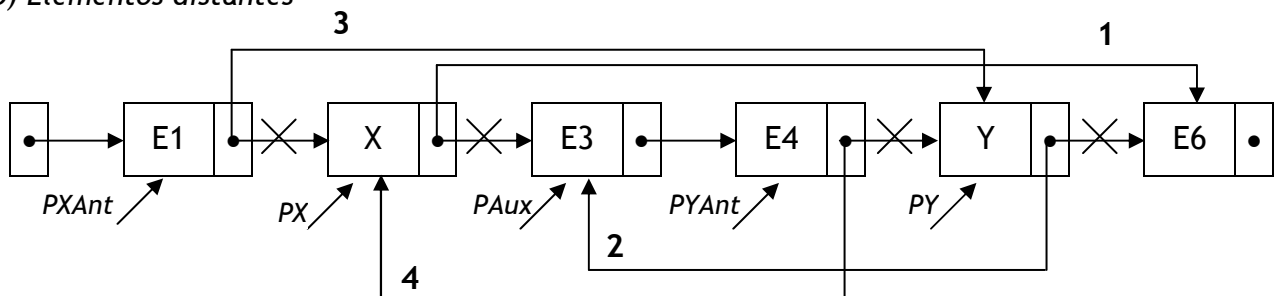 b) Elementos distantes
3
1
E1 X E3 E4 Y E6
PXAnt PX PAux PYAnt PY
2
4